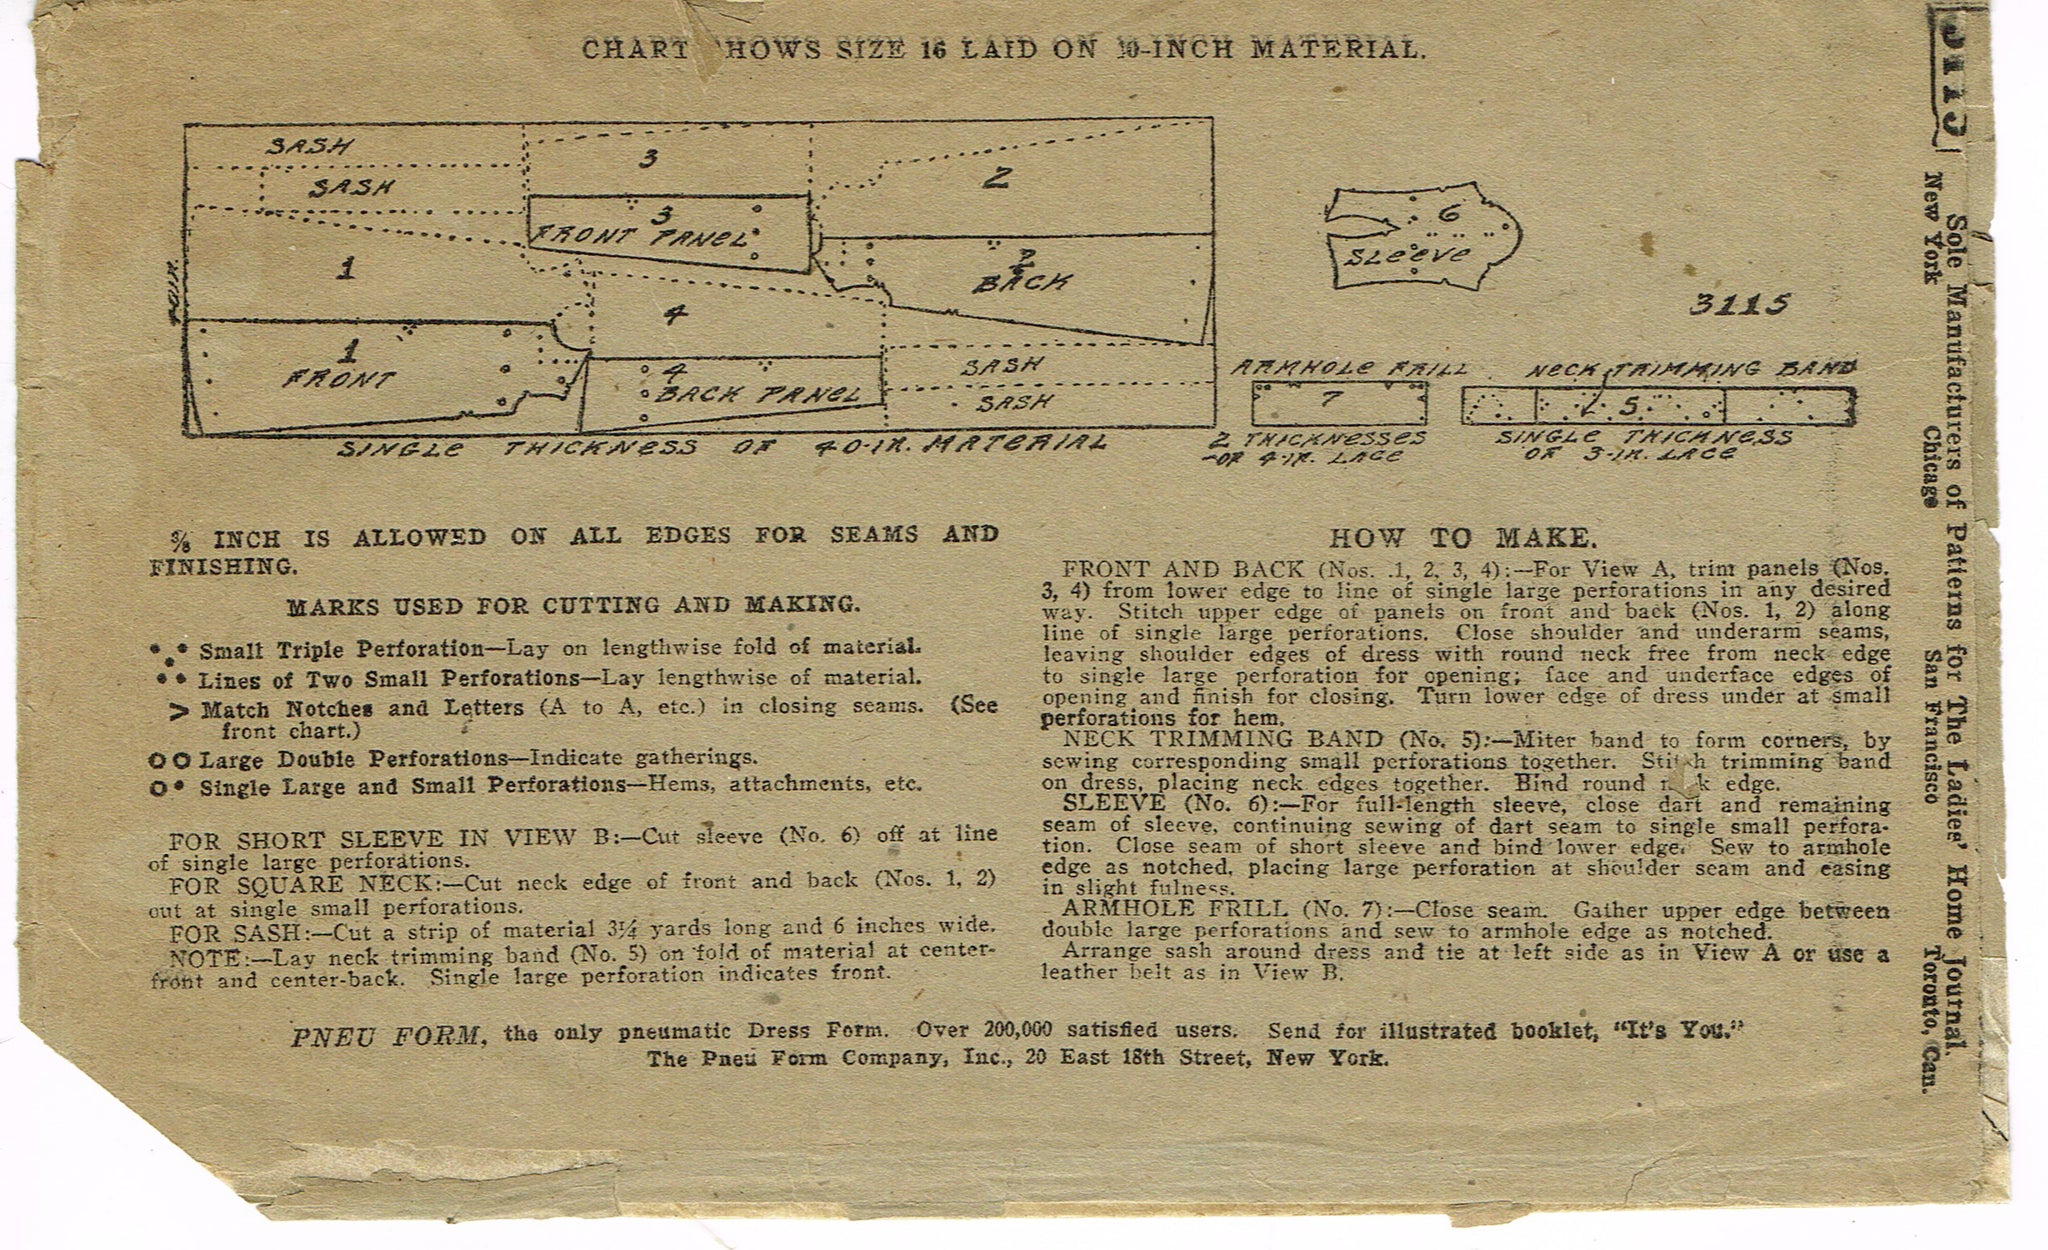 CHART SHOWS SIZE 16 LAID ON 40-INCH MATERIAL.
SASH
SASH
3
2
3
FRONT PANEL
1
2
BACK
4
1
FRONT
4
BACK PANEL
SASH
SASH
SINGLE THICKNESS OF 40-IN. MATERIAL
6
SLEEVE
3115
ARMHOLE FRILL
7
2 THICKNESSES
OF 4-IN. LACE
NECK TRIMMING BAND
5
SINGLE THICKNESS
OF 3-IN. LACE
⅜ INCH IS ALLOWED ON ALL EDGES FOR SEAMS AND
FINISHING.
MARKS USED FOR CUTTING AND MAKING.
Small Triple Perforation—Lay on lengthwise fold of material.
Lines of Two Small Perforations—Lay lengthwise of material.
> Match Notches and Letters (A to A, etc.) in closing seams. (See
front chart.)
Large Double Perforations—Indicate gatherings.
Single Large and Small Perforations—Hems, attachments, etc.
FOR SHORT SLEEVE IN VIEW B:—Cut sleeve (No. 6) off at line
of single large perforations.
FOR SQUARE NECK:—Cut neck edge of front and back (Nos. 1, 2)
out at single small perforations.
FOR SASH:—Cut a strip of material 3¼ yards long and 6 inches wide.
NOTE:—Lay neck trimming band (No. 5) on fold of material at center-
front and center-back. Single large perforation indicates front.
HOW TO MAKE.
FRONT AND BACK (Nos. .1, 2, 3, 4):—For View A, trim panels (Nos.
3, 4) from lower edge to line of single large perforations in any desired
way. Stitch upper edge of panels on front and back (Nos. 1, 2) along
line of single large perforations. Close shoulder and underarm seams,
leaving shoulder edges of dress with round neck free from neck edge
to single large perforation for opening; face and underface edges of
opening and finish for closing. Turn lower edge of dress under at small
perforations for hem.
NECK TRIMMING BAND (No. 5):—Miter band to form corners, by
sewing corresponding small perforations together. Stitch trimming band
on dress, placing neck edges together. Bind round neck edge.
SLEEVE (No. 6):—For full-length sleeve, close dart and remaining
seam of sleeve, continuing sewing of dart seam to single small perfora-
tion. Close seam of short sleeve and bind lower edge. Sew to armhole
edge as notched, placing large perforation at shoulder seam and easing
in slight fulness.
ARMHOLE FRILL (No. 7):—Close seam. Gather upper edge between
double large perforations and sew to armhole edge as notched.
Arrange sash around dress and tie at left side as in View A or use a
leather belt as in View B.
PNEU FORM, the only pneumatic Dress Form. Over 200,000 satisfied users. Send for illustrated booklet, "It's You."
The Pneu Form Company, Inc., 20 East 18th Street, New York.
3115
Sole Manufacturers of Patterns for The Ladies' Home Journal.
New York Chicago San Francisco Toronto, Can.